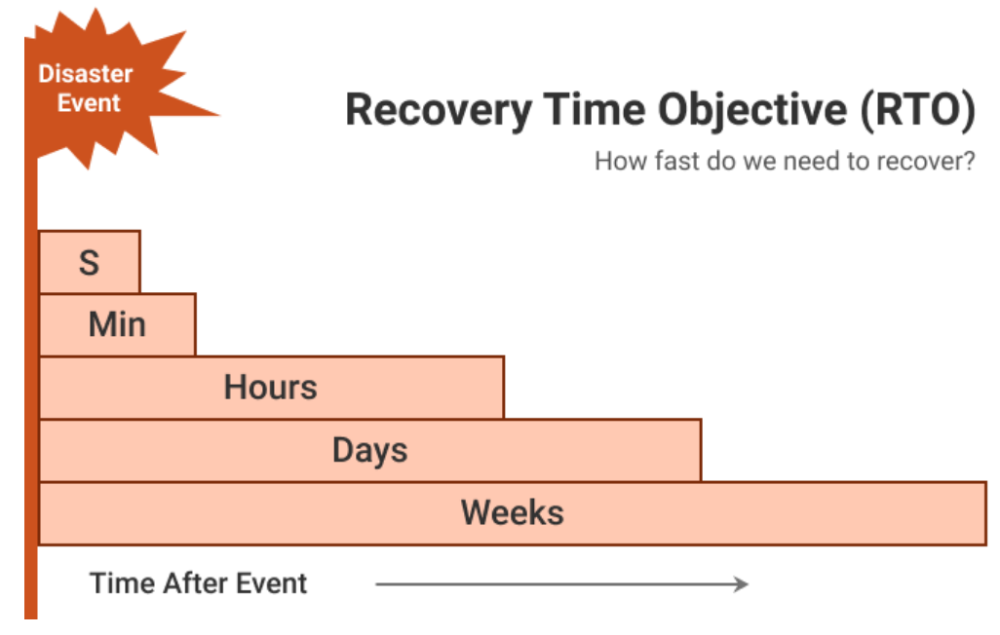 Disaster
Event
Recovery Time Objective (RTO)
How fast do we need to recover?
S
Min
Hours
Days
Weeks
Time After Event